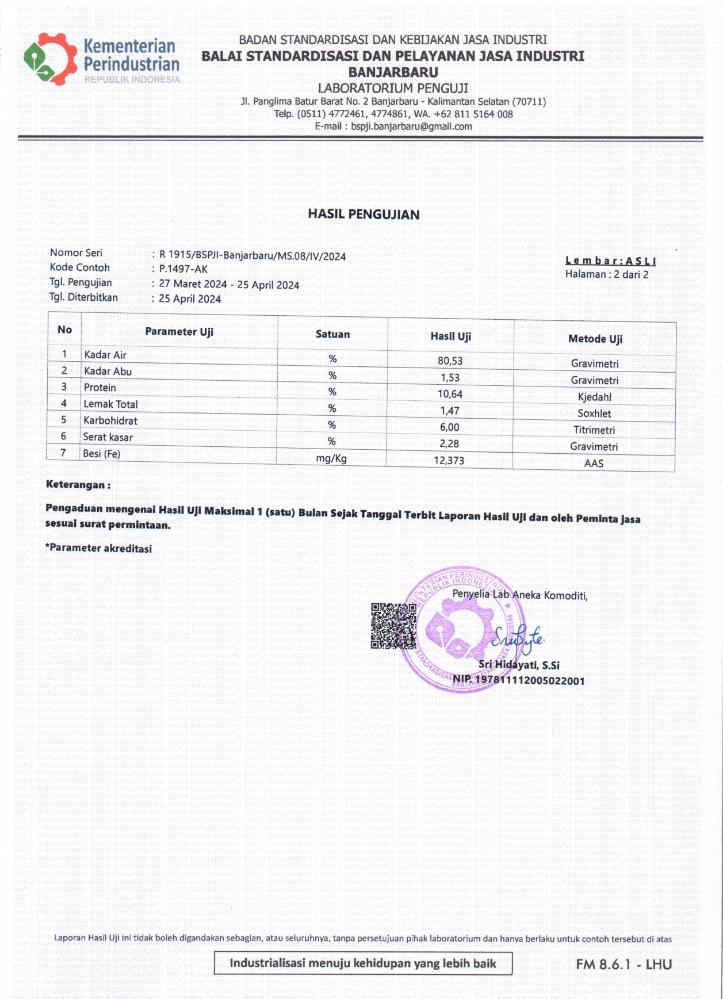 Kementerian
Perindustrian
REPUBLIK INDONESIA
BADAN STANDARDISASI DAN KEBIJAKAN JASA INDUSTRI
BALAI STANDARDISASI DAN PELAYANAN JASA INDUSTRI
BANJARBARU
LABORATORIUM PENGUJI
Jl. Panglima Batur Barat No. 2 Banjarbaru - Kalimantan Selatan (70711)
Telp. (0511) 4772461, 4774861, WA. +62 811 5164 008
E-mail : bspji.banjarbaru@gmail.com
HASIL PENGUJIAN
Nomor Seri : R 1915/BSPJI-Banjarbaru/MS.08/IV/2024
Kode Contoh : P.1497-AK
Tgl. Pengujian : 27 Maret 2024 - 25 April 2024
Tgl. Diterbitkan : 25 April 2024
Lembar:ASLI
Halaman : 2 dari 2
No Parameter Uji Satuan Hasil Uji Metode Uji
1 Kadar Air % 80,53 Gravimetri
2 Kadar Abu % 1,53 Gravimetri
3 Protein % 10,64 Kjedahl
4 Lemak Total % 1,47 Soxhlet
5 Karbohidrat % 6,00 Titrimetri
6 Serat kasar % 2,28 Gravimetri
7 Besi (Fe) mg/Kg 12,373 AAS
Keterangan :
Pengaduan mengenai Hasil Uji Maksimal 1 (satu) Bulan Sejak Tanggal Terbit Laporan Hasil Uji dan oleh Peminta jasa
sesuai surat permintaan.
*Parameter akreditasi
Penyelia Lab Aneka Komoditi,
Sri Hidayati, S.Si
NIP. 197811112005022001
REPUBLIK INDONESIA
Laporan Hasil Uji ini tidak boleh digandakan sebagian, atau seluruhnya, tanpa persetujuan pihak laboratorium dan hanya berlaku untuk contoh tersebut di atas
Industrialisasi menuju kehidupan yang lebih baik
FM 8.6.1 - LHU